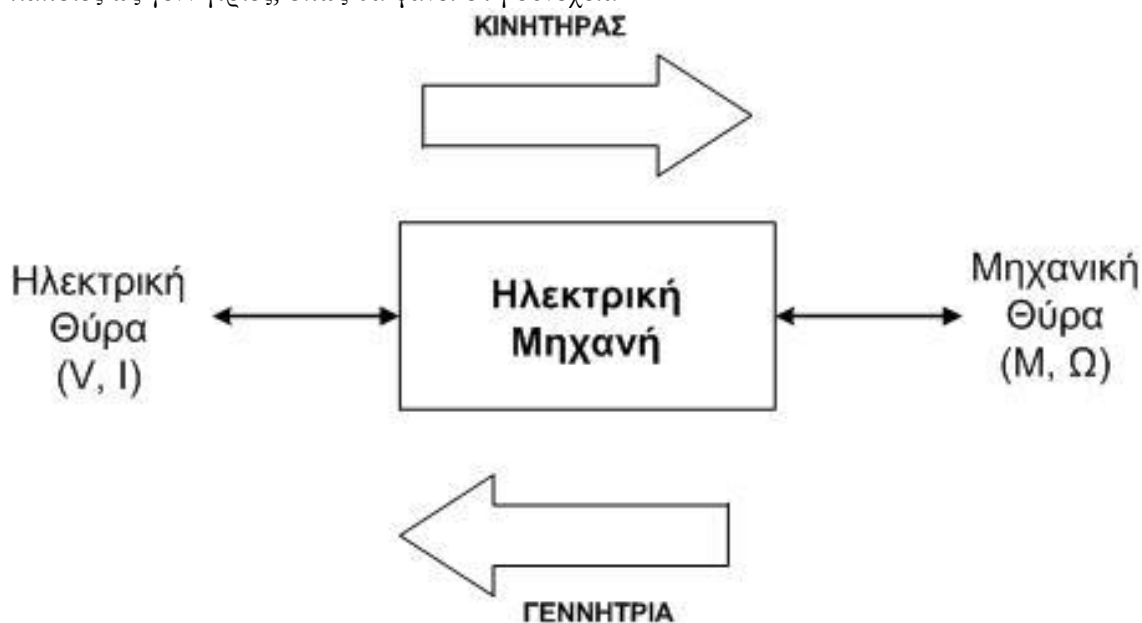 ΚΙΝΗΤΗΡΑΣ
Ηλεκτρική
Θύρα
(V, I)
Ηλεκτρική
Μηχανή
Μηχανική
Θύρα
(Μ, Ω)
ΓΕΝΝΗΤΡΙΑ